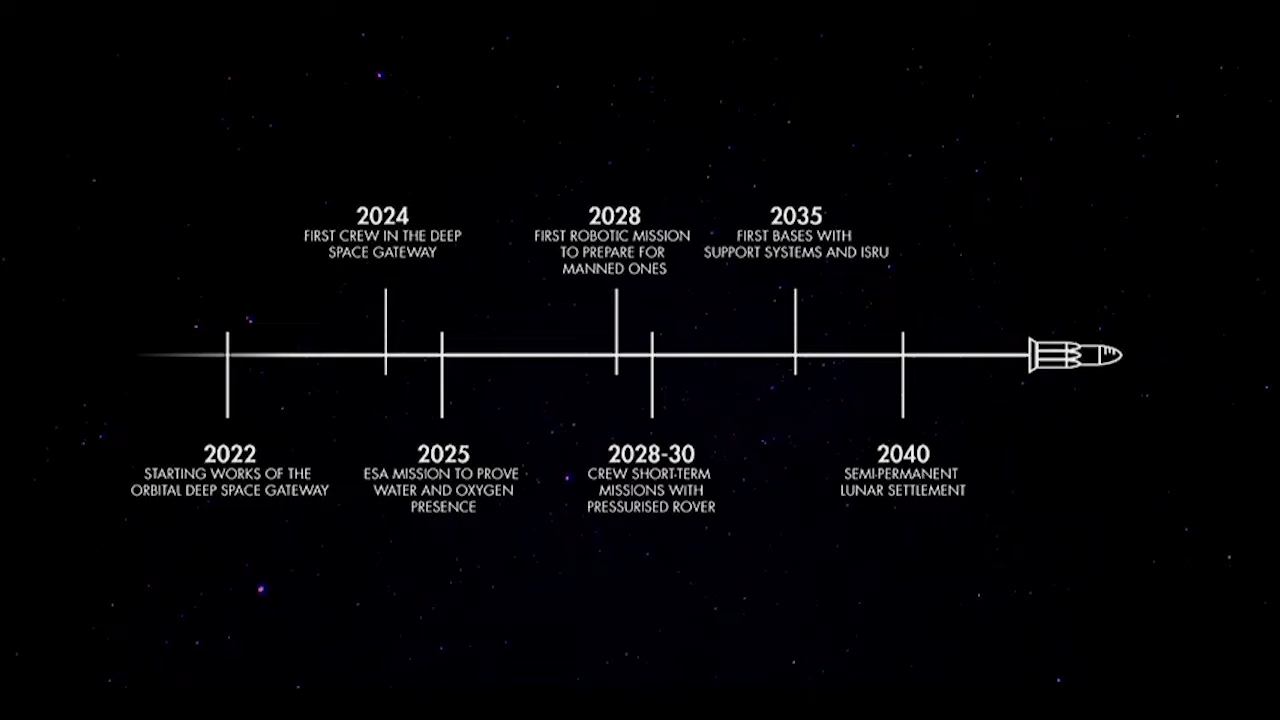 2024
FIRST CREW IN THE DEEP
SPACE GATEWAY
2028
FIRST ROBOTIC MISSION
TO PREPARE FOR
MANNED ONES
2035
FIRST BASES WITH
SUPPORT SYSTEMS AND ISRU
2022
STARTING WORKS OF THE
ORBITAL DEEP SPACE GATEWAY
2025
ESA MISSION TO PROVE
WATER AND OXYGEN
PRESENCE
2028-30
CREW SHORT-TERM
MISSIONS WITH
PRESSURISED ROVER
2040
SEMI-PERMANENT
LUNAR SETTLEMENT